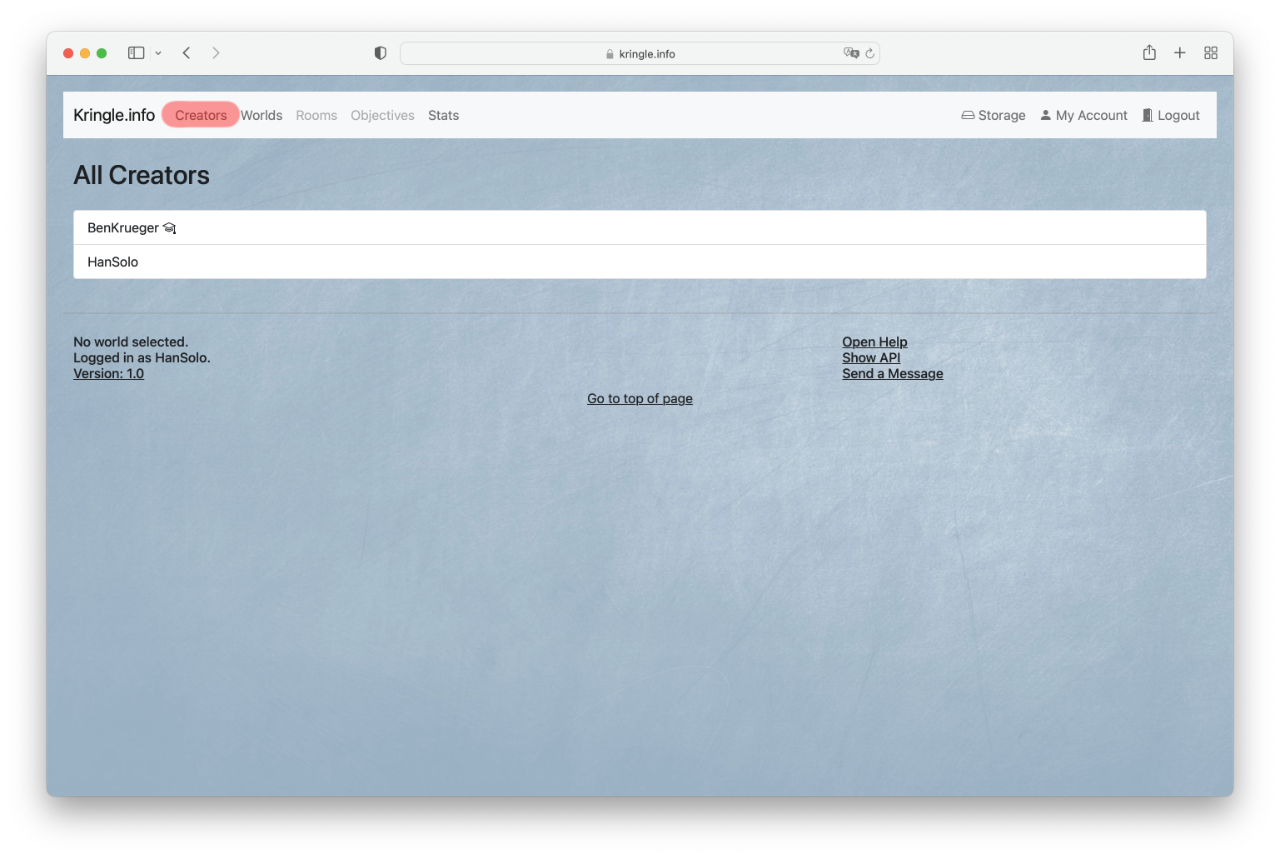 kringle.info
Kringle.info Creators Worlds Rooms Objectives Stats Storage My Account Logout
All Creators
BenKrueger
HanSolo
No world selected.
Logged in as HanSolo.
Version: 1.0
Open Help
Show API
Send a Message
Go to top of page